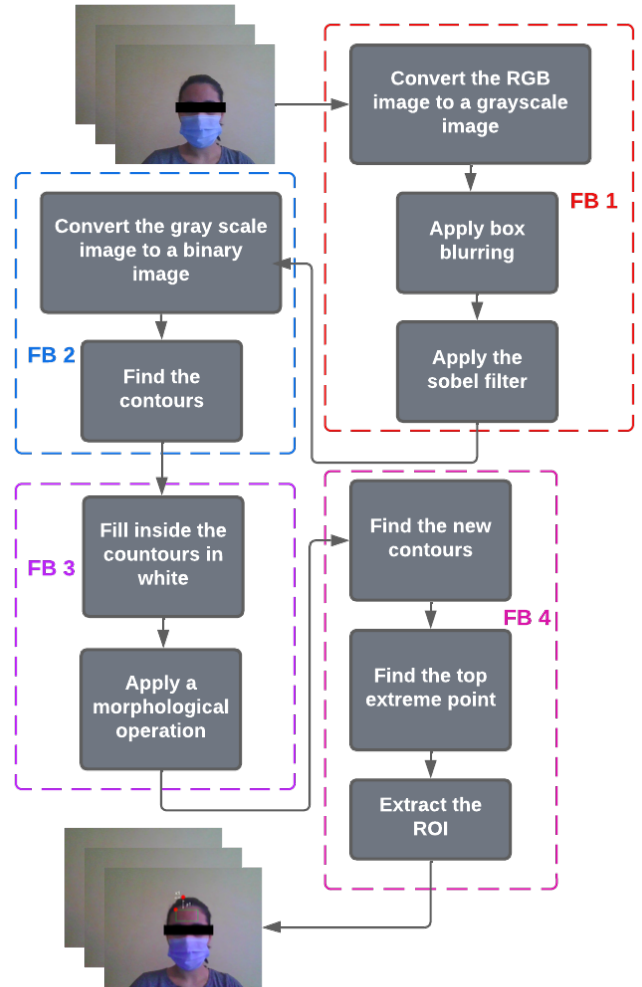 Convert the RGB
image to a grayscale
image
FB 1
Apply box
blurring
Apply the
sobel filter
Convert the gray scale
image to a binary
image
FB 2
Find the
contours
Fill inside the
countours in
white
FB 3
Apply a
morphological
operation
Find the new
contours
FB 4
Find the top
extreme point
Extract the
ROI